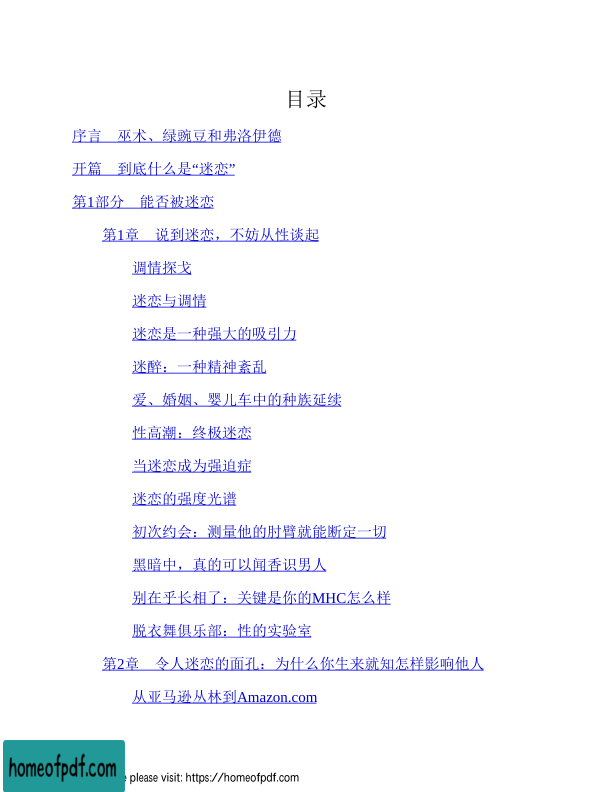 目录
序言　巫术、绿豌豆和弗洛伊德
开篇　到底什么是“迷恋”
第1部分　能否被迷恋
第1章　说到迷恋，不妨从性谈起
调情探戈
迷恋与调情
迷恋是一种强大的吸引力
迷醉：一种精神紊乱
爱、婚姻、婴儿车中的种族延续
性高潮：终极迷恋
当迷恋成为强迫症
迷恋的强度光谱
初次约会：测量他的肘臂就能断定一切
黑暗中，真的可以闻香识男人
别在乎长相了：关键是你的MHC怎么样
脱衣舞俱乐部：性的实验室
第2章　令人迷恋的面孔：为什么你生来就知怎样影响他人
从亚马逊丛林到Amazon.com
homeofpdf.com
please visit: https://homeofpdf.com